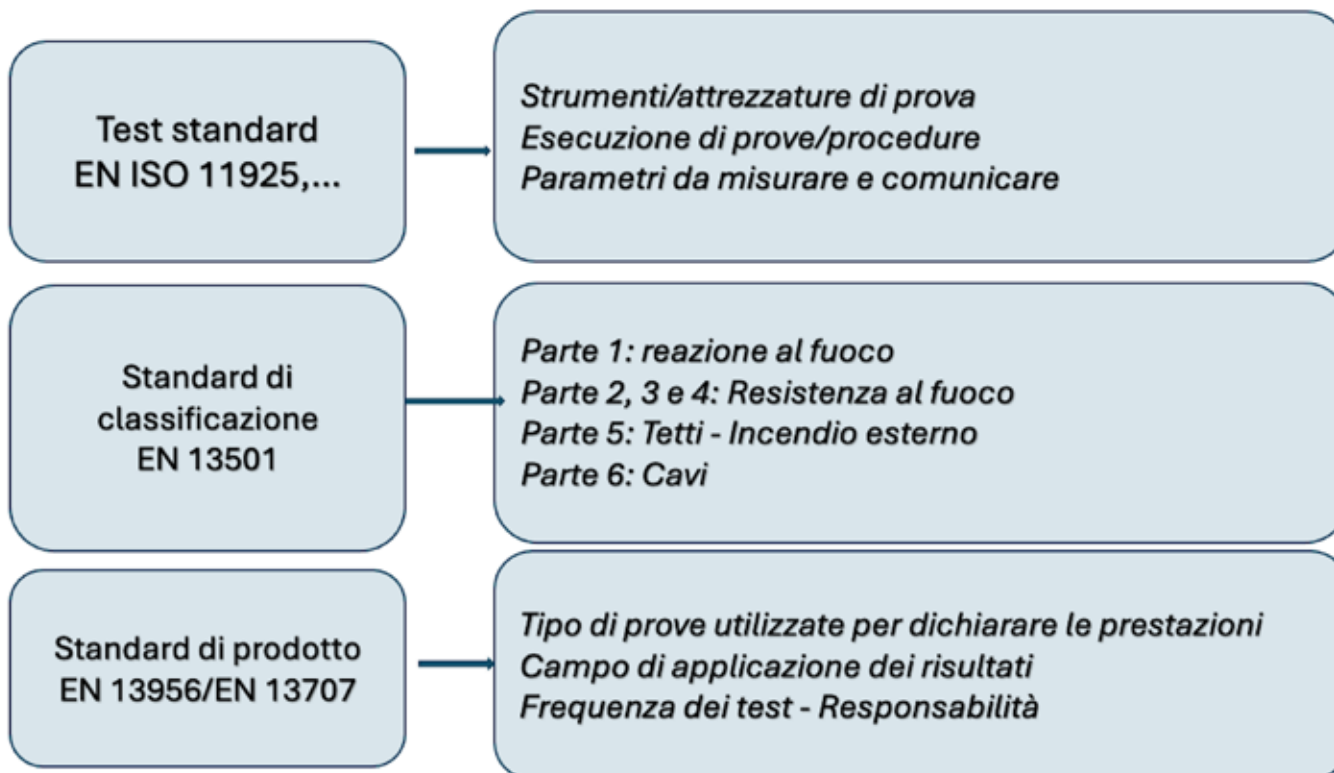 Test standard
EN ISO 11925,...
Strumenti/attrezzature di prova
Esecuzione di prove/procedure
Parametri da misurare e comunicare
Standard di
classificazione
EN 13501
Parte 1: reazione al fuoco
Parte 2, 3 e 4: Resistenza al fuoco
Parte 5: Tetti - Incendio esterno
Parte 6: Cavi
Standard di prodotto
EN 13956/EN 13707
Tipo di prove utilizzate per dichiarare le prestazioni
Campo di applicazione dei risultati
Frequenza dei test - Responsabilità